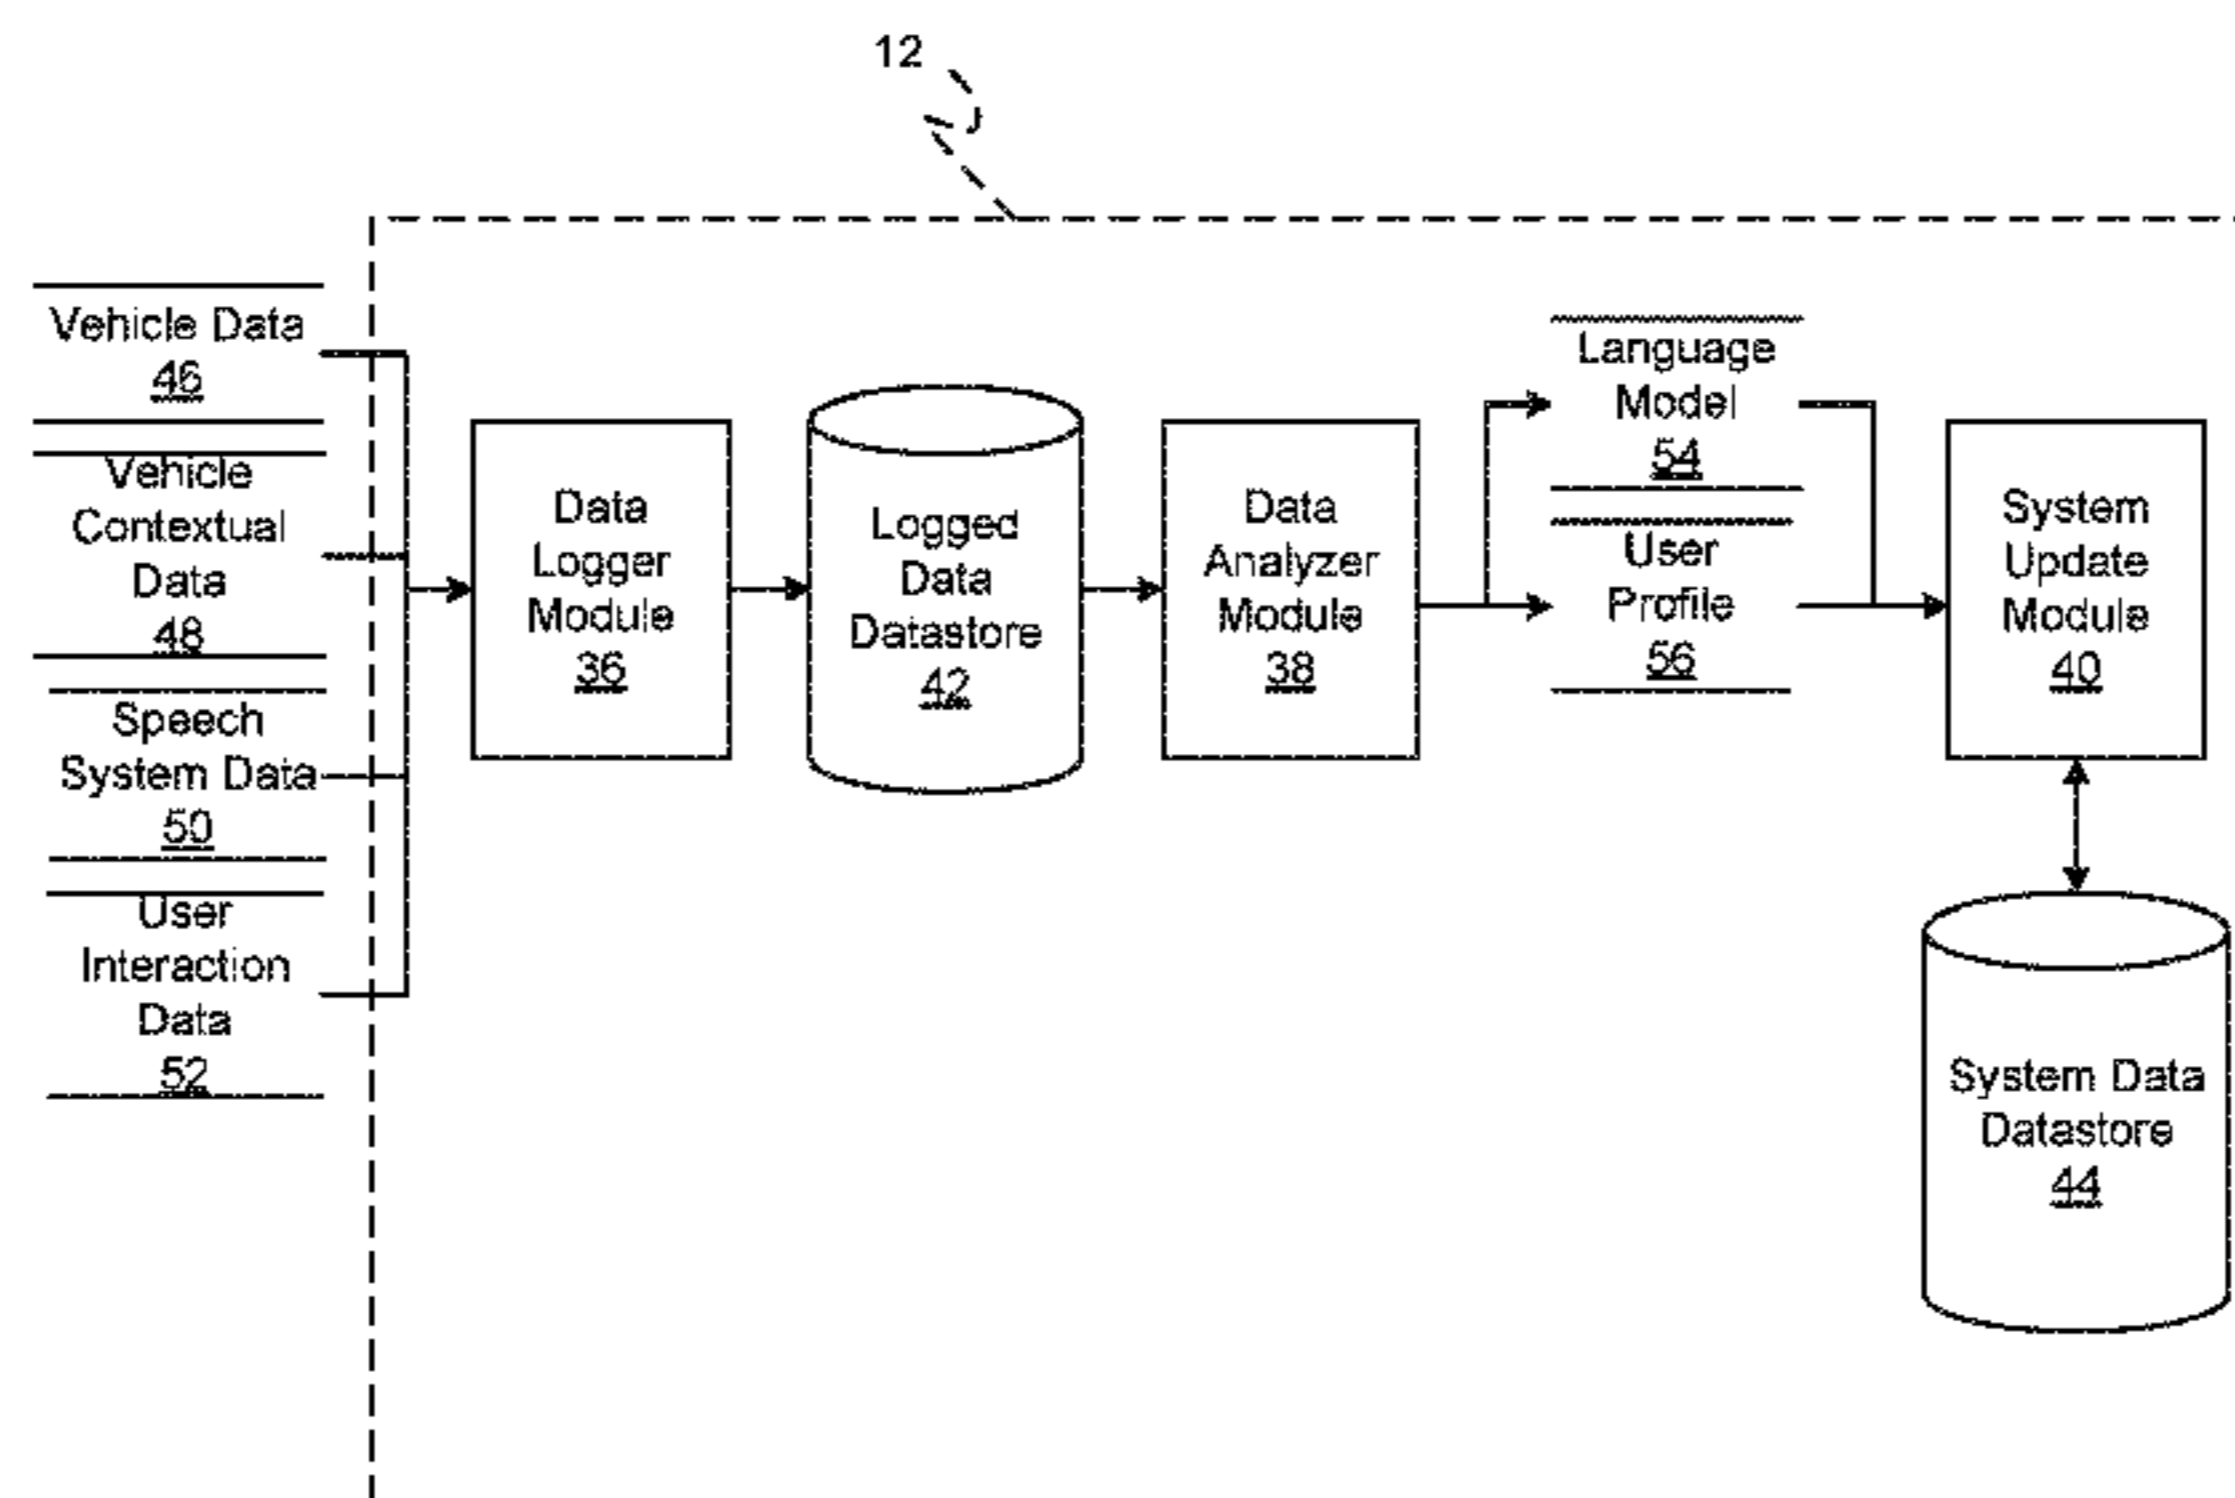 12
Vehicle Data
46
Vehicle
Contextual
Data
48
Speech
System Data
50
User
Interaction
Data
52
Data
Logger
Module
36
Logged
Data
Datastore
42
Data
Analyzer
Module
38
Language
Model
54
User
Profile
56
System
Update
Module
40
System Data
Datastore
44